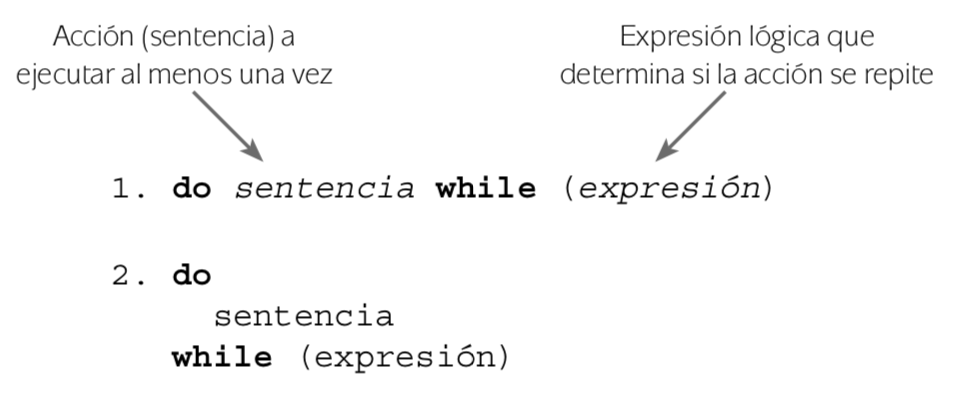 Acción (sentencia) a
ejecutar al menos una vez
Expresión lógica que
determina si la acción se repite
1. do sentencia while (expresión)
2. do
sentencia
while (expresión)